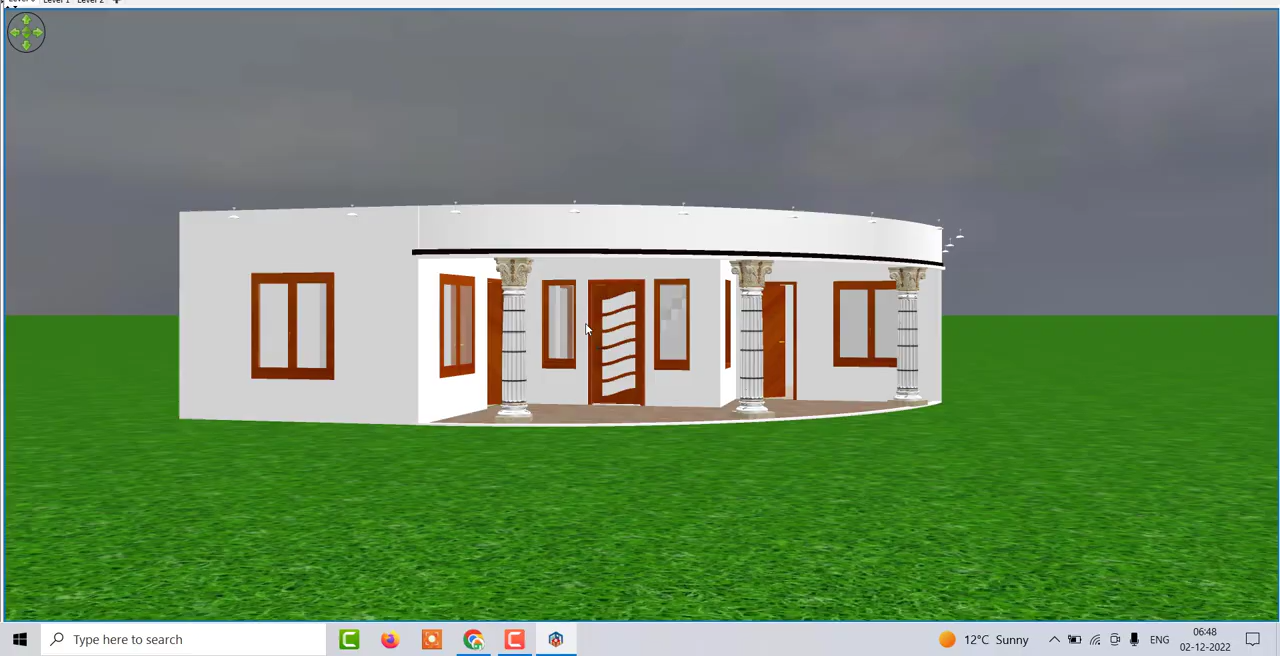 Level 1 Level 2
Type here to search
12°C Sunny
ENG
06:48
02-12-2022